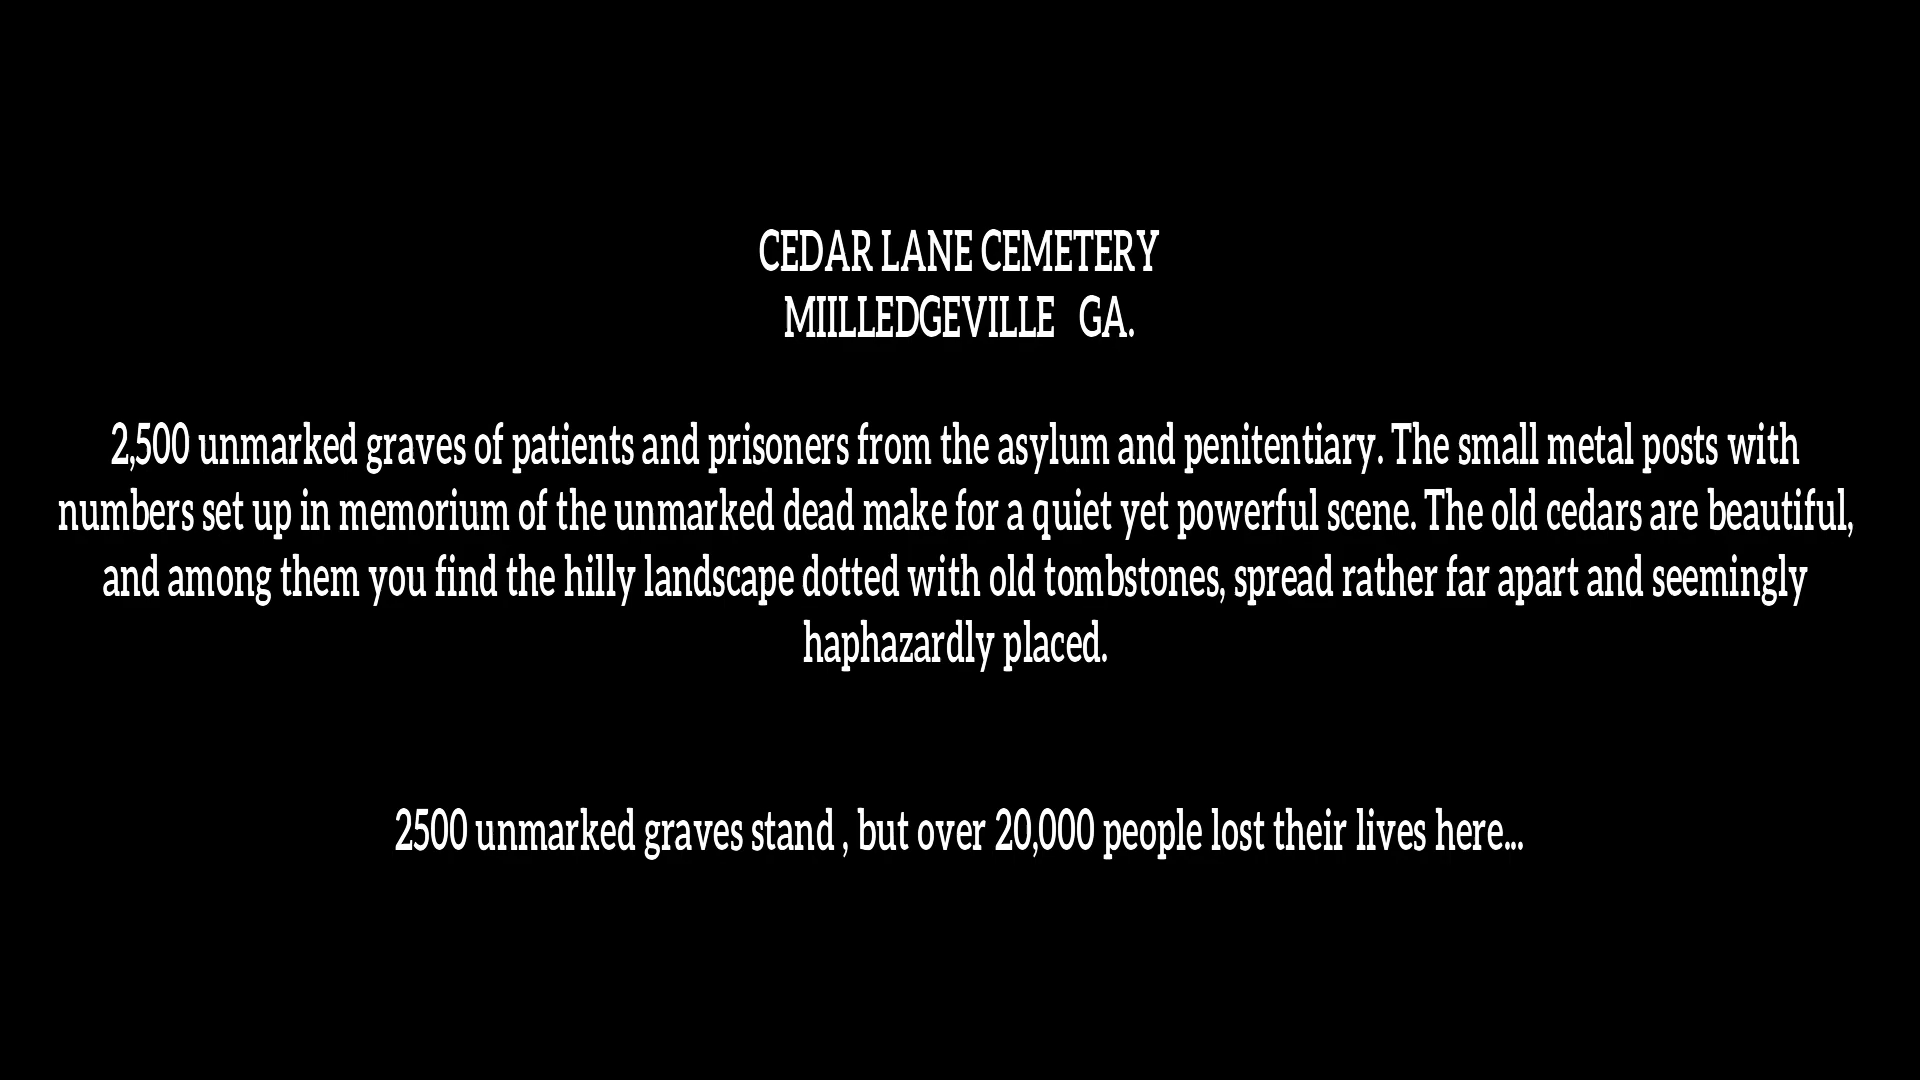 CEDAR LANE CEMETERY
MIILLEDGEVILLE   GA.
2,500 unmarked graves of patients and prisoners from the asylum and penitentiary. The small metal posts with
numbers set up in memorium of the unmarked dead make for a quiet yet powerful scene. The old cedars are beautiful,
and among them you find the hilly landscape dotted with old tombstones, spread rather far apart and seemingly
haphazardly placed.
2500 unmarked graves stand , but over 20,000 people lost their lives here...